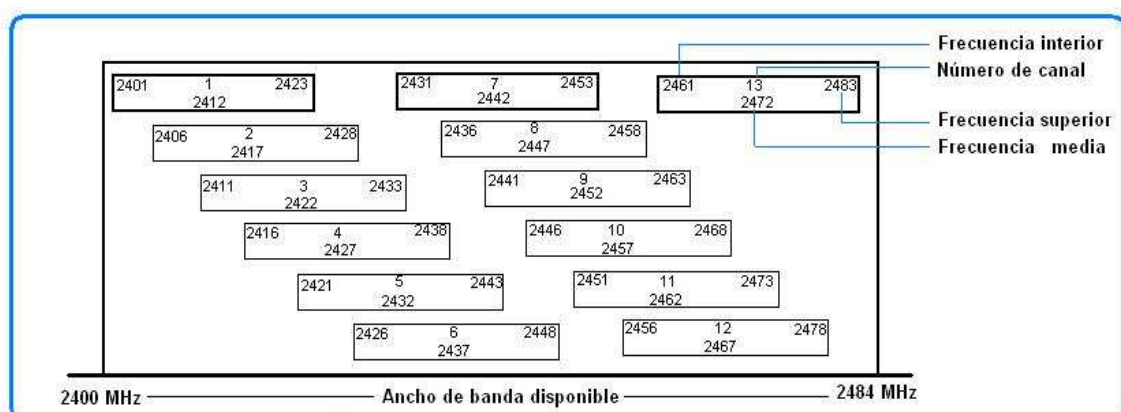 Frecuencia interior
Número de canal
Frecuencia superior
Frecuencia media
2401 1 2423
2412
2431 7 2453
2442
2461 13 2483
2472
2406 2 2428
2417
2436 8 2458
2447
2411 3 2433
2422
2441 9 2463
2452
2416 4 2438
2427
2446 10 2468
2457
2421 5 2443
2432
2451 11 2473
2462
2426 6 2448
2437
2456 12 2478
2467
2400 MHz Ancho de banda disponible 2484 MHz